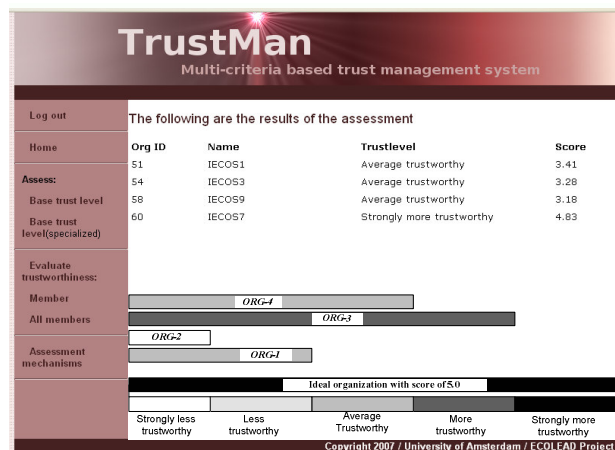 TrustMan
Multi-criteria based trust management system
Log out
Home
Assess:
Base trust level
Base trust
level(specialized)
Evaluate
trustworthiness:
Member
All members
Assessment
mechanisms
The following are the results of the assessment
Org ID Name Trustlevel Score
51 IECOS1 Average trustworthy 3.41
54 IECOS3 Average trustworthy 3.28
58 IECOS9 Average trustworthy 3.18
60 IECOS7 Strongly more trustworthy 4.83
ORG-4
ORG-3
ORG-2
ORG-1
Ideal organization with score of 5.0
Strongly less
trustworthy
Less
trustworthy
Average
Trustworthy
More
trustworthy
Strongly more
Trustworthy
Copyright 2007 / University of Amsterdam / ECOLEAD Project